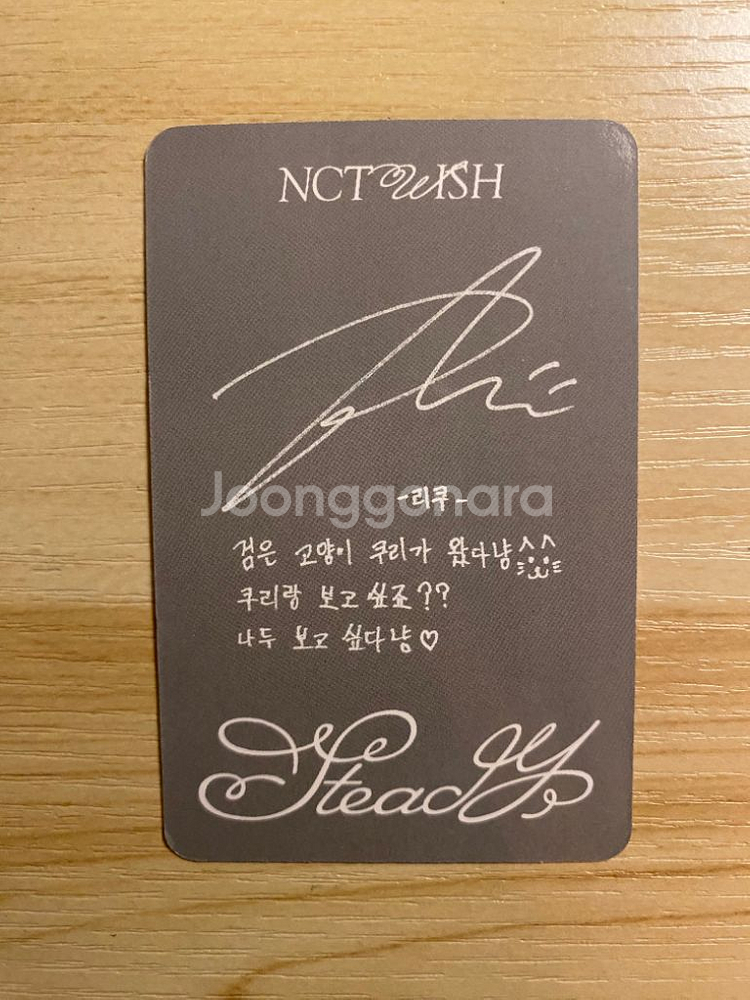 NCT WISH
-리쿠-
Joonggonara
검은 고양이 쿠리가 왔다냥
쿠리랑 보고 싶죠??
나두 보고 싶다냥♡
Steady